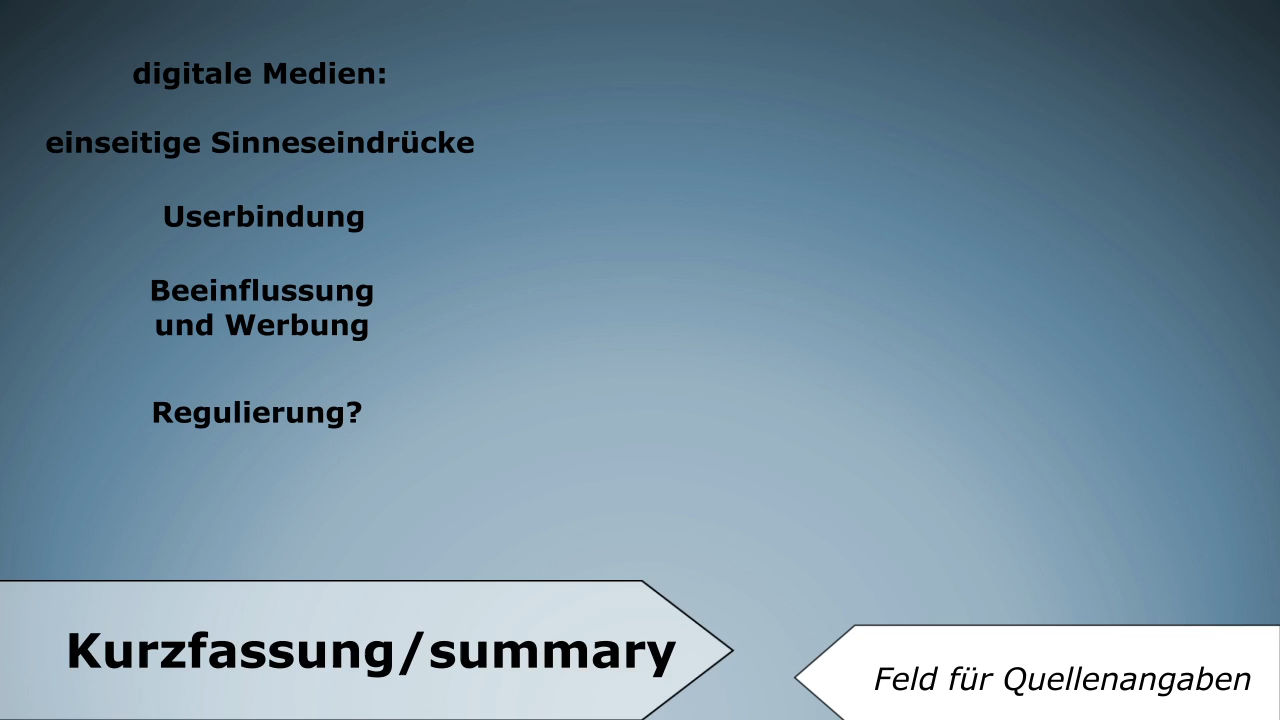 digitale Medien:
einseitige Sinneseindrücke
Userbindung
Beeinflussung
und Werbung
Regulierung?
Kurzfassung/summary
Feld für Quellenangaben